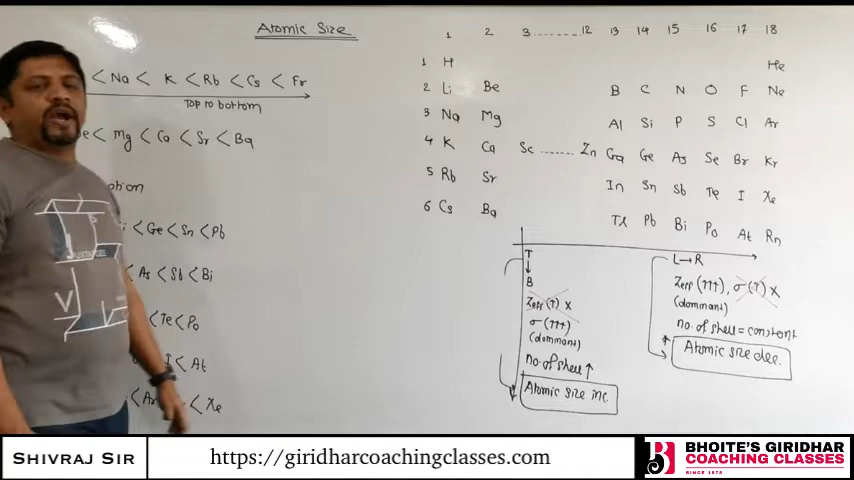 Atomic Size
< Na < K < Rb < Cs < Fr
Top to bottom
e < Mg < Ca < Sr < Ba
ption
i < Ge < Sn < Pb
< As < Sb < Bi
< Te < Po
I < At
< Ar < Xe
1 2 3........12 13 14 15 16 17 18
1 H He
2 Li Be B C N O F Ne
3 Na Mg Al Si P S Cl Ar
4 K Ca Sc ....... Zn Ga Ge As Se Br Kr
5 Rb Sr In Sn Sb Te I Xe
6 Cs Ba Tl Pb Bi Po At Rn
T
↓
B
Zeff (↑) x
σ (↑↑↑)
(dominant)
no. of shell ↑
Atomic size inc.
L→R
Zeff (↑↑↑), σ (↑) x
(dominant)
no. of shell = constant
Atomic size dec.
SHIVRAJ SIR
https://giridharcoachingclasses.com
BHOITE'S GIRIDHAR
COACHING CLASSES
SINCE 1978